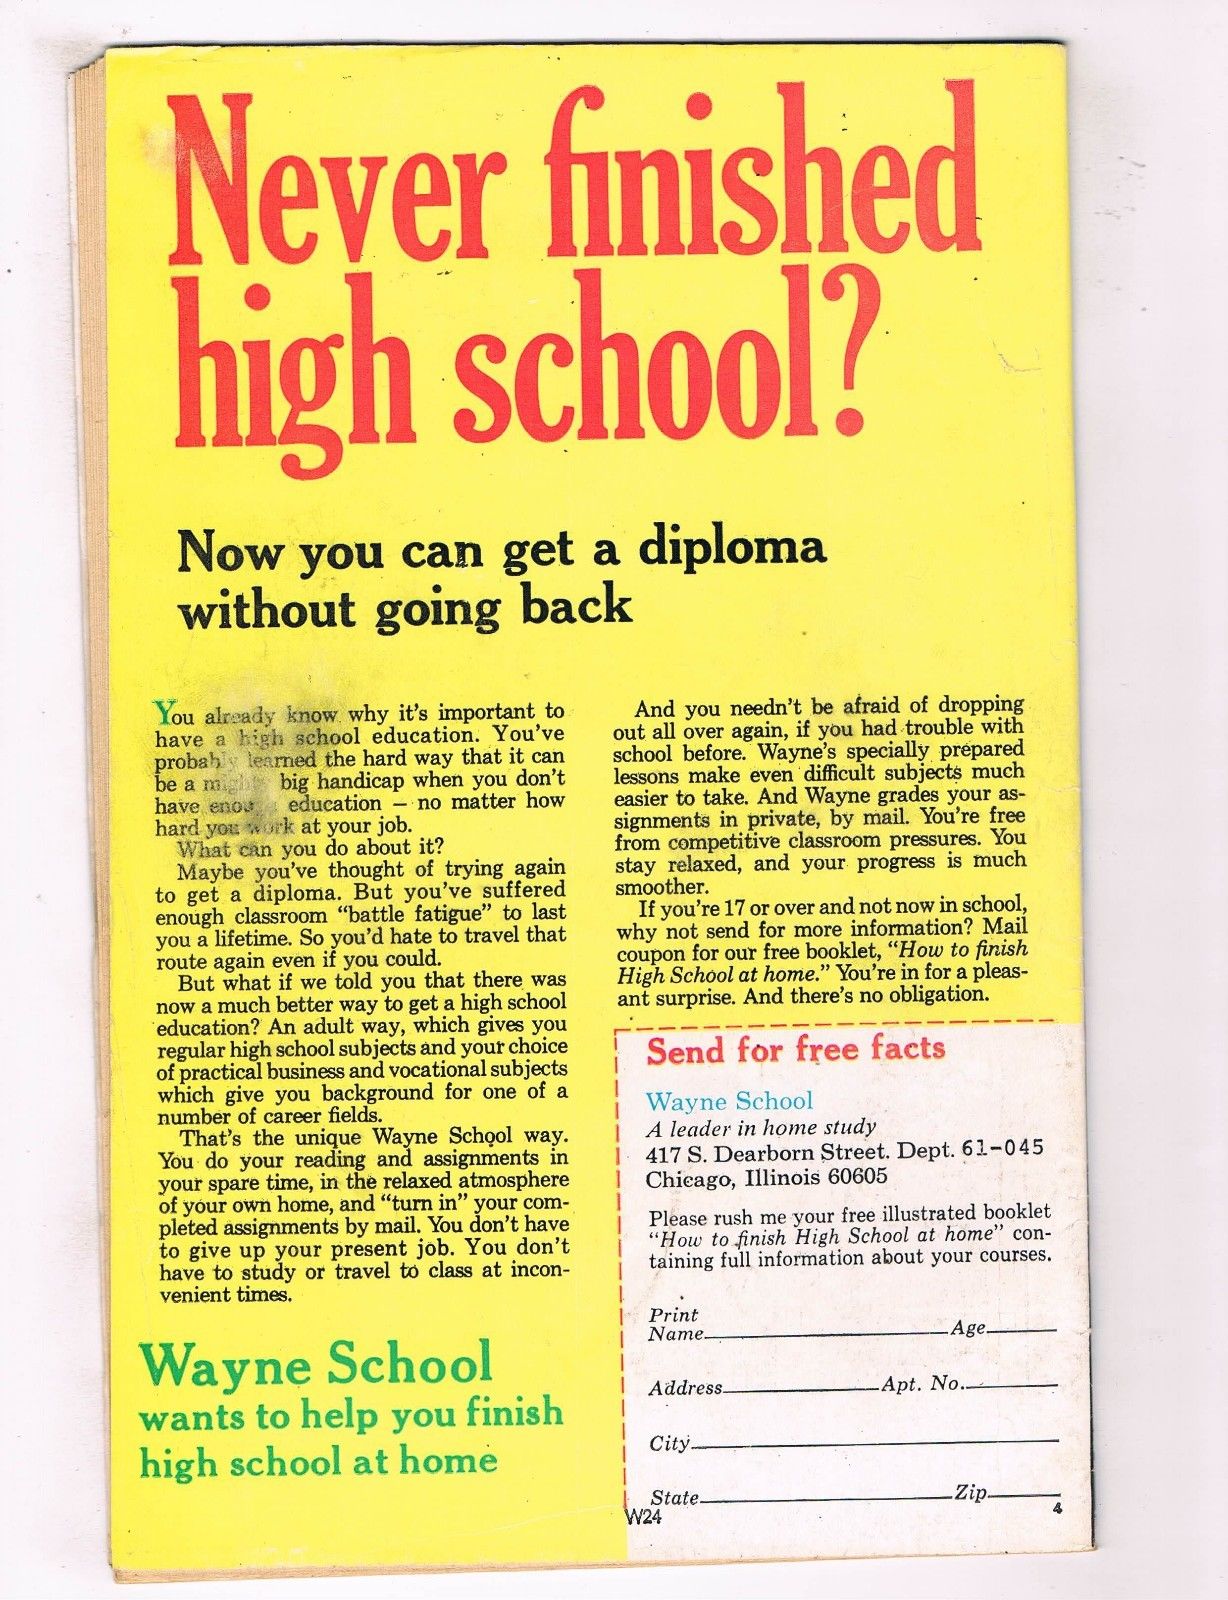 Never finished
high school?
Now you can get a diploma
without going back
You already know why it's important to
have a high school education. You've
probably learned the hard way that it can
be a mighty big handicap when you don't
have enough education — no matter how
hard you work at your job.
What can you do about it?
Maybe you've thought of trying again
to get a diploma. But you've suffered
enough classroom “battle fatigue” to last
you a lifetime. So you'd hate to travel that
route again even if you could.
But what if we told you that there was
now a much better way to get a high school
education? An adult way, which gives you
regular high school subjects and your choice
of practical business and vocational subjects
which give you background for one of a
number of career fields.
That's the unique Wayne School way.
You do your reading and assignments in
your spare time, in the relaxed atmosphere
of your own home, and “turn in” your com-
pleted assignments by mail. You don't have
to give up your present job. You don't
have to study or travel to class at incon-
venient times.
Wayne School
wants to help you finish
high school at home
And you needn't be afraid of dropping
out all over again, if you had trouble with
school before. Wayne's specially prepared
lessons make even difficult subjects much
easier to take. And Wayne grades your as-
signments in private, by mail. You're free
from competitive classroom pressures. You
stay relaxed, and your progress is much
smoother.
If you're 17 or over and not now in school,
why not send for more information? Mail
coupon for our free booklet, “How to finish
High School at home.” You're in for a pleas-
ant surprise. And there's no obligation.
Send for free facts
Wayne School
A leader in home study
417 S. Dearborn Street. Dept. 61-045
Chicago, Illinois 60605
Please rush me your free illustrated booklet
“How to finish High School at home” con-
taining full information about your courses.
Print
Name Age
Address Apt. No.
City
State Zip
W24 4